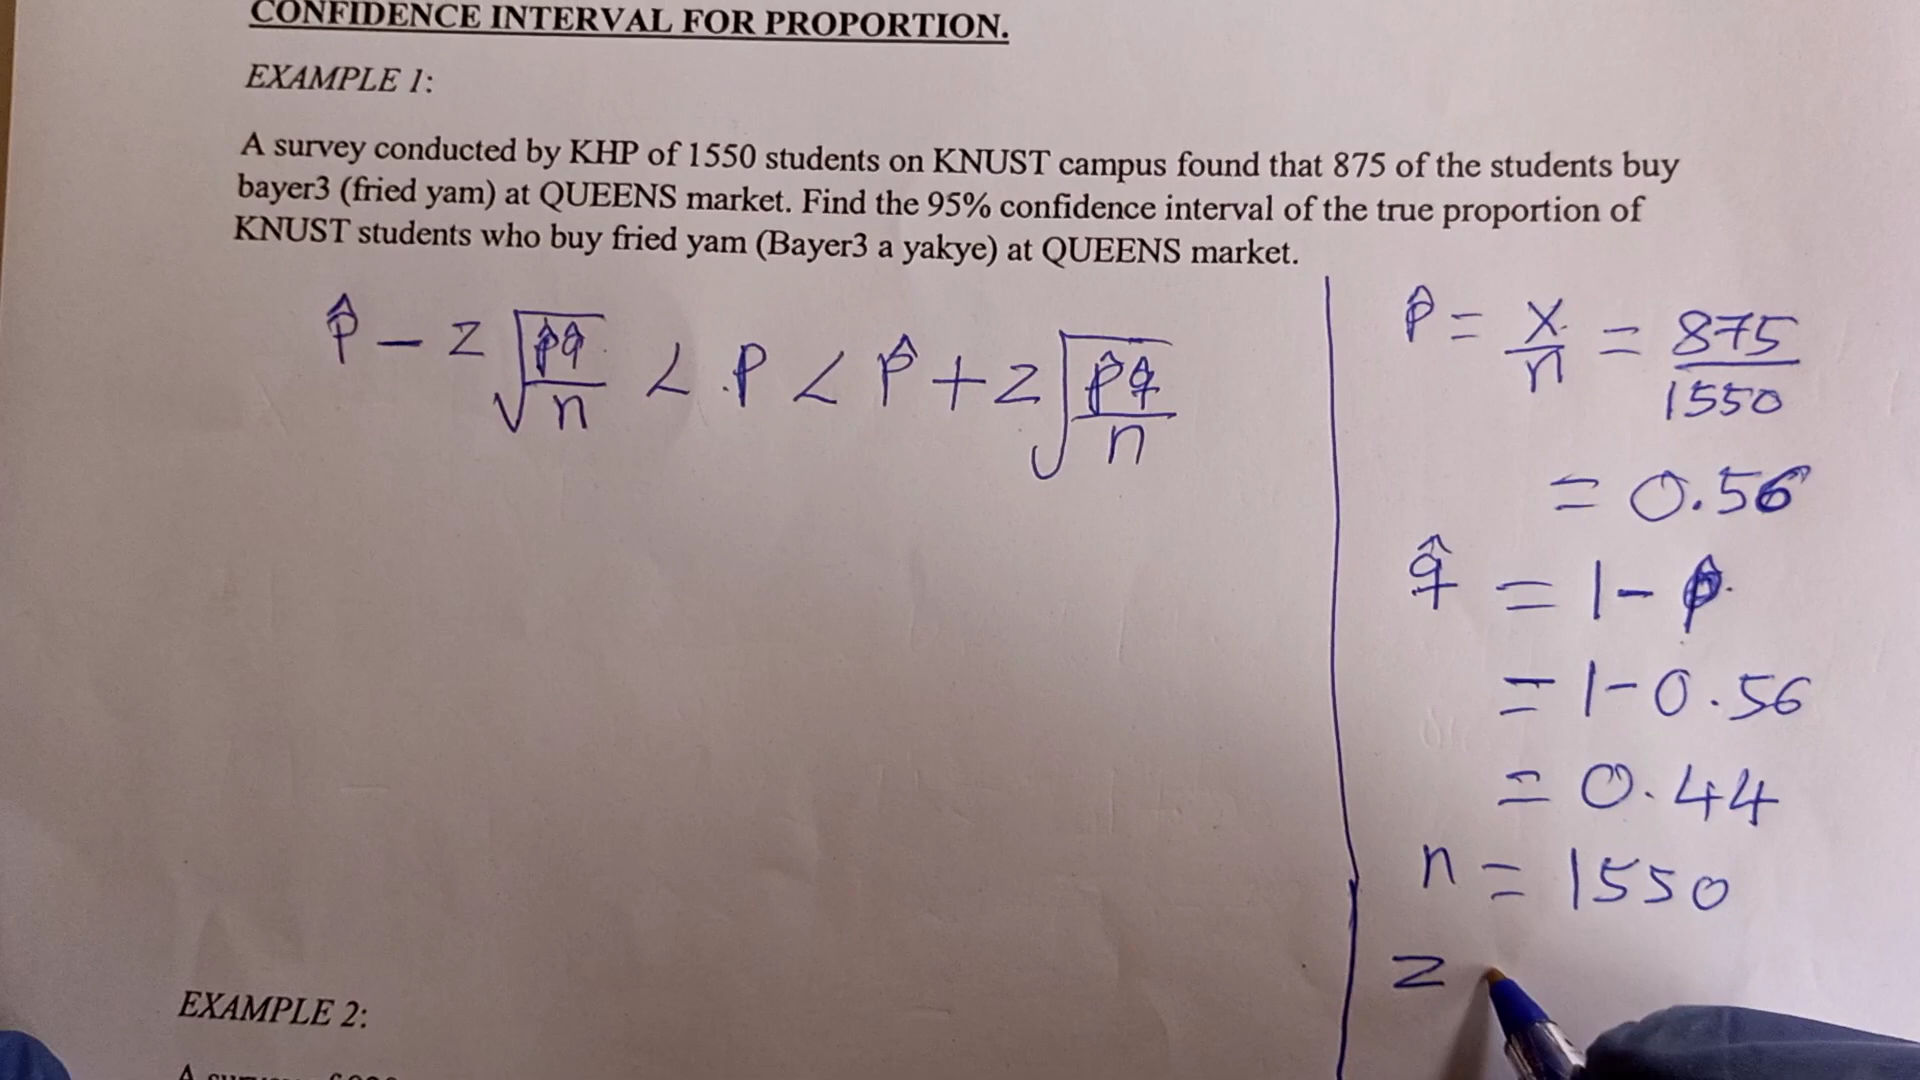 CONFIDENCE INTERVAL FOR PROPORTION.
EXAMPLE 1:
A survey conducted by KHP of 1550 students on KNUST campus found that 875 of the students buy
bayer3 (fried yam) at QUEENS market. Find the 95% confidence interval of the true proportion of
KNUST students who buy fried yam (Bayer3 a yakye) at QUEENS market.
p̂ - z √(p̂q̂/n) < p < p̂ + z √(p̂q̂/n)
p̂ = x/n = 875/1550
= 0.56
q̂ = 1 - p̂
= 1 - 0.56
= 0.44
n = 1550
z
EXAMPLE 2:
A